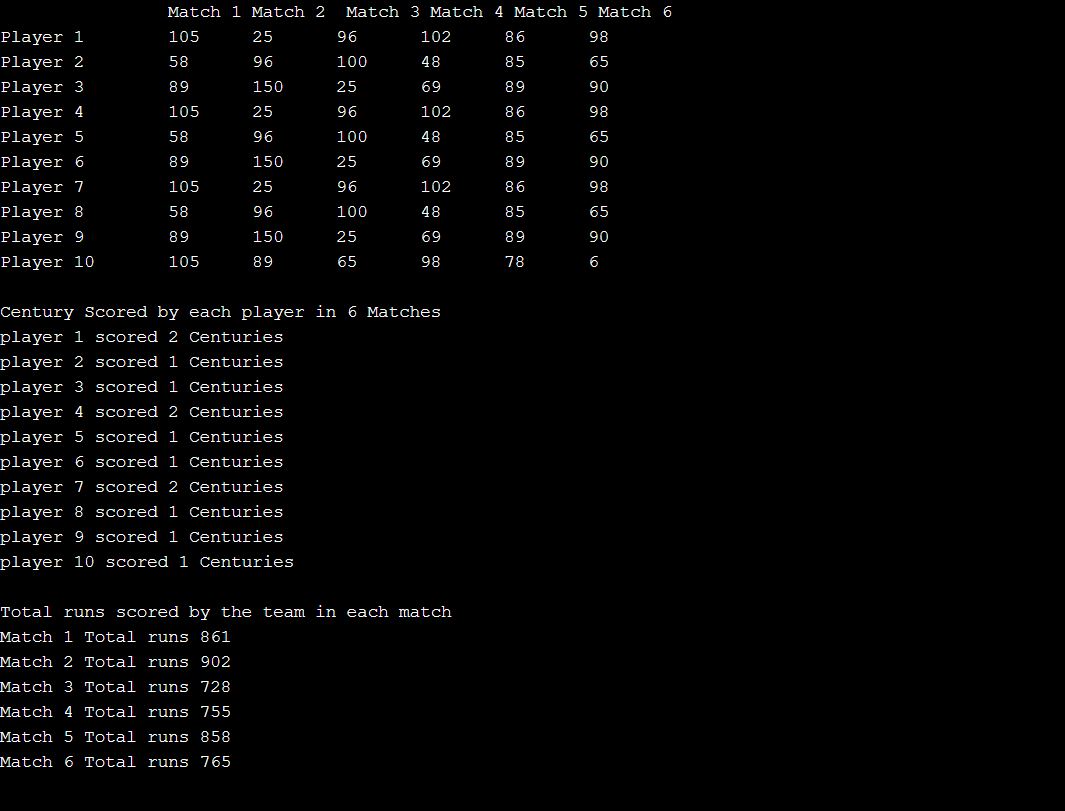 Match 1 Match 2  Match 3 Match 4 Match 5 Match 6
Player 1        105     25      96      102     86      98
Player 2        58      96      100     48      85      65
Player 3        89      150     25      69      89      90
Player 4        105     25      96      102     86      98
Player 5        58      96      100     48      85      65
Player 6        89      150     25      69      89      90
Player 7        105     25      96      102     86      98
Player 8        58      96      100     48      85      65
Player 9        89      150     25      69      89      90
Player 10       105     89      65      98      78      6
Century Scored by each player in 6 Matches
player 1 scored 2 Centuries
player 2 scored 1 Centuries
player 3 scored 1 Centuries
player 4 scored 2 Centuries
player 5 scored 1 Centuries
player 6 scored 1 Centuries
player 7 scored 2 Centuries
player 8 scored 1 Centuries
player 9 scored 1 Centuries
player 10 scored 1 Centuries
Total runs scored by the team in each match
Match 1 Total runs 861
Match 2 Total runs 902
Match 3 Total runs 728
Match 4 Total runs 755
Match 5 Total runs 858
Match 6 Total runs 765